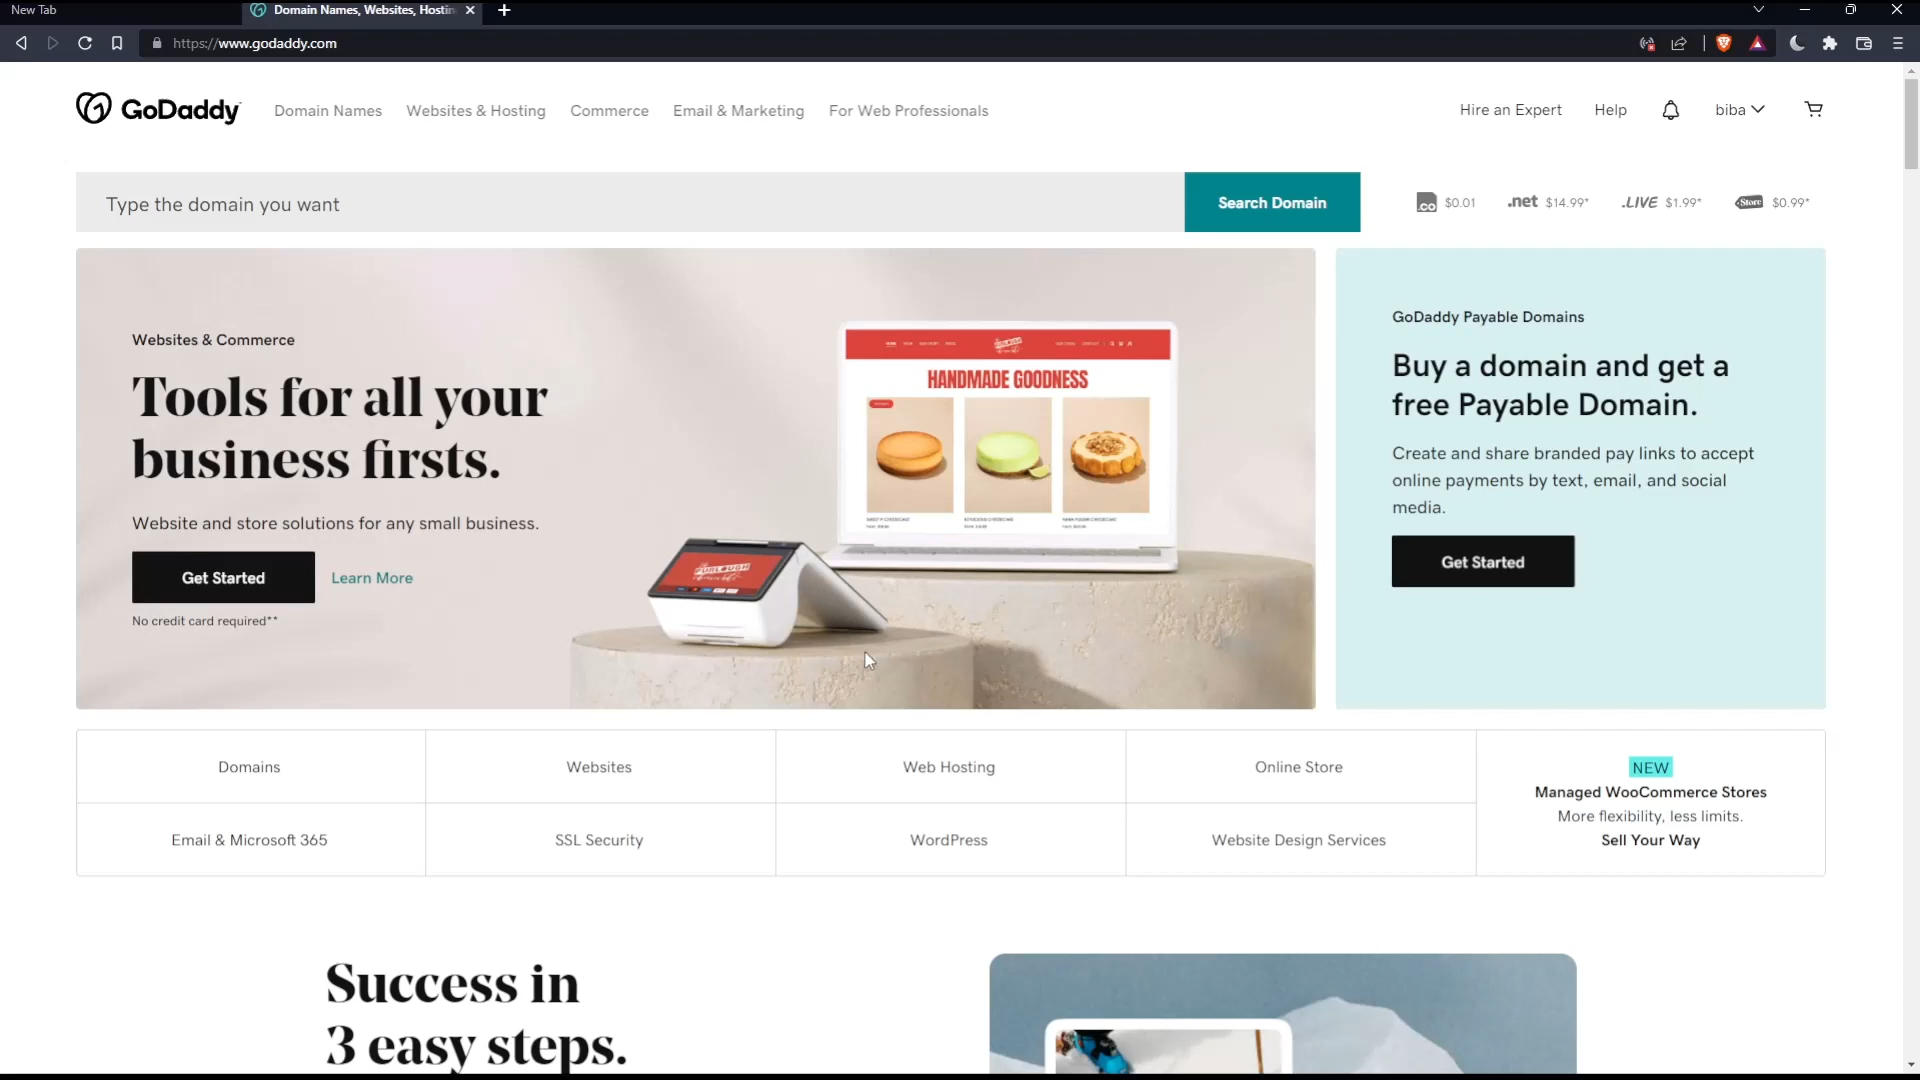 New Tab
Domain Names, Websites, Hostin
https://www.godaddy.com
GoDaddy
Domain Names
Websites & Hosting
Commerce
Email & Marketing
For Web Professionals
Hire an Expert
Help
biba
Type the domain you want
Search Domain
.co $0.01
.net $14.99*
.LIVE $1.99*
Store $0.99*
Websites & Commerce
Tools for all your
business firsts.
Website and store solutions for any small business.
Get Started
Learn More
No credit card required**
HANDMADE GOODNESS
GoDaddy Payable Domains
Buy a domain and get a
free Payable Domain.
Create and share branded pay links to accept
online payments by text, email, and social
media.
Get Started
Domains
Websites
Web Hosting
Online Store
Email & Microsoft 365
SSL Security
WordPress
Website Design Services
NEW
Managed WooCommerce Stores
More flexibility, less limits.
Sell Your Way
Success in
3 easy steps.